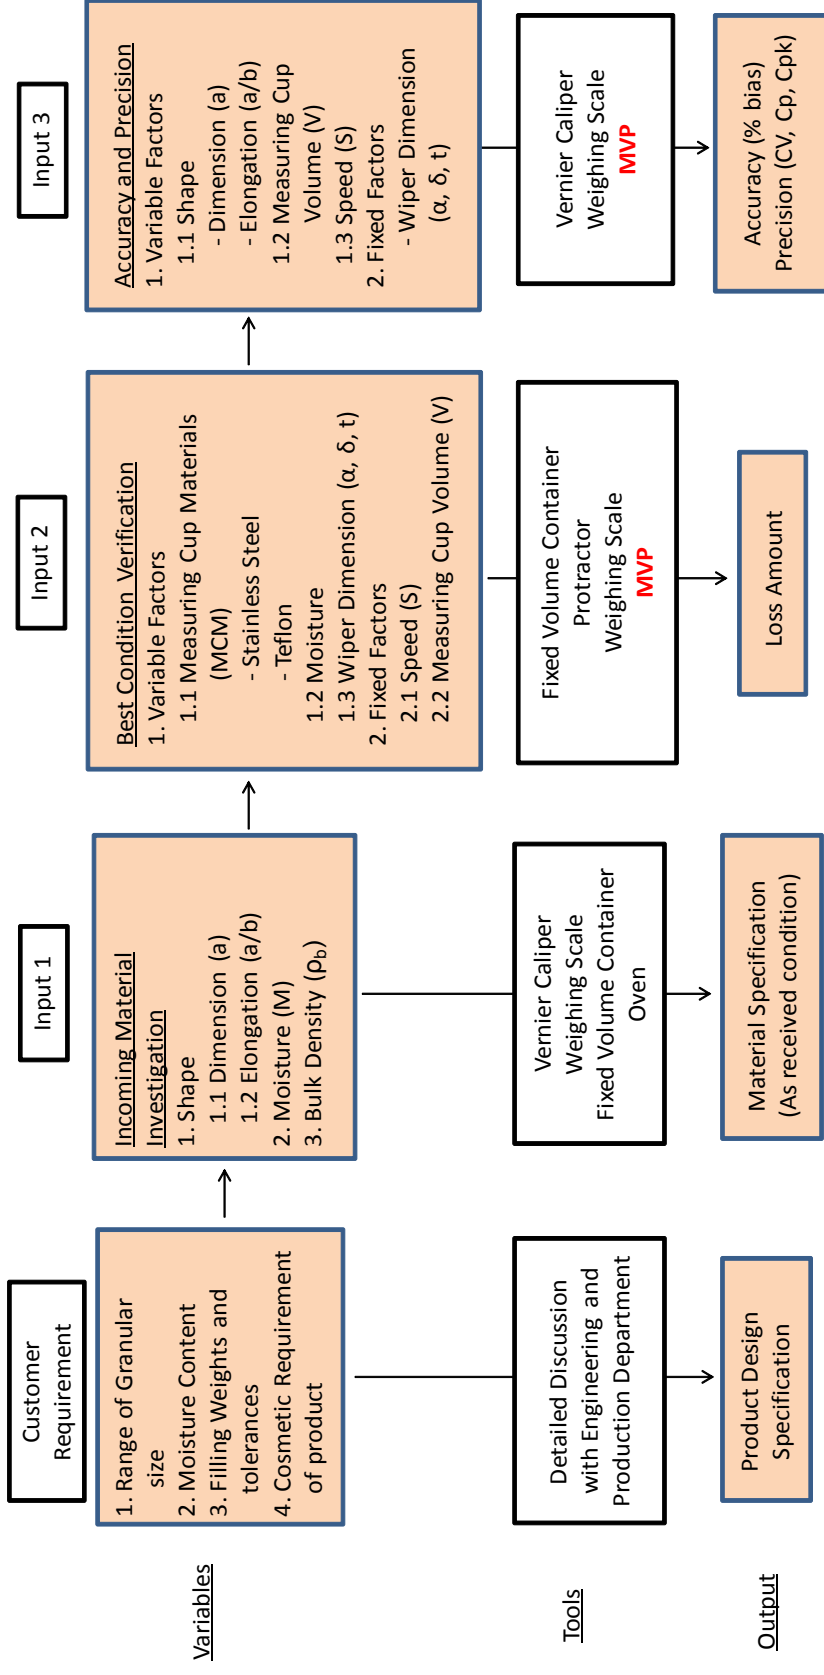 Customer
Requirement
Input 1
Input 2
Input 3
Variables
1. Range of Granular
size
2. Moisture Content
3. Filling Weights and
tolerances
4. Cosmetic Requirement
of product
Incoming Material
Investigation
1. Shape
1.1 Dimension (a)
1.2 Elongation (a/b)
2. Moisture (M)
3. Bulk Density (ρb)
Best Condition Verification
1. Variable Factors
1.1 Measuring Cup Materials
(MCM)
- Stainless Steel
- Teflon
1.2 Moisture
1.3 Wiper Dimension (α, δ, t)
2. Fixed Factors
2.1 Speed (S)
2.2 Measuring Cup Volume (V)
Accuracy and Precision
1. Variable Factors
1.1 Shape
- Dimension (a)
- Elongation (a/b)
1.2 Measuring Cup
Volume (V)
1.3 Speed (S)
2. Fixed Factors
- Wiper Dimension
(α, δ, t)
Tools
Detailed Discussion
with Engineering and
Production Department
Vernier Caliper
Weighing Scale
Fixed Volume Container
Oven
Fixed Volume Container
Protractor
Weighing Scale
MVP
Vernier Caliper
Weighing Scale
MVP
Output
Product Design
Specification
Material Specification
(As received condition)
Loss Amount
Accuracy (% bias)
Precision (CV, Cp, Cpk)